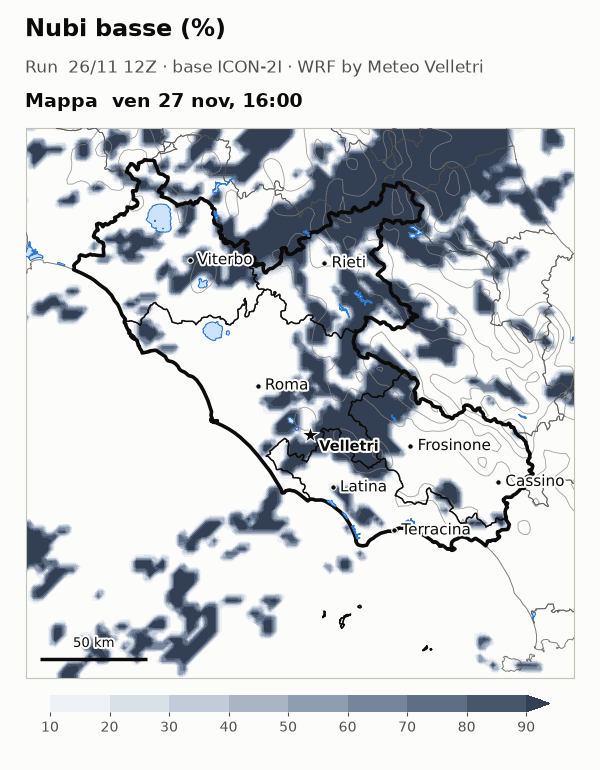 Nubi basse (%)
Run  26/11 12Z · base ICON-2I · WRF by Meteo Velletri
Mappa  ven 27 nov, 16:00
Viterbo
Rieti
Roma
Velletri
Frosinone
Cassino
Latina
Terracina
50 km
10 20 30 40 50 60 70 80 90